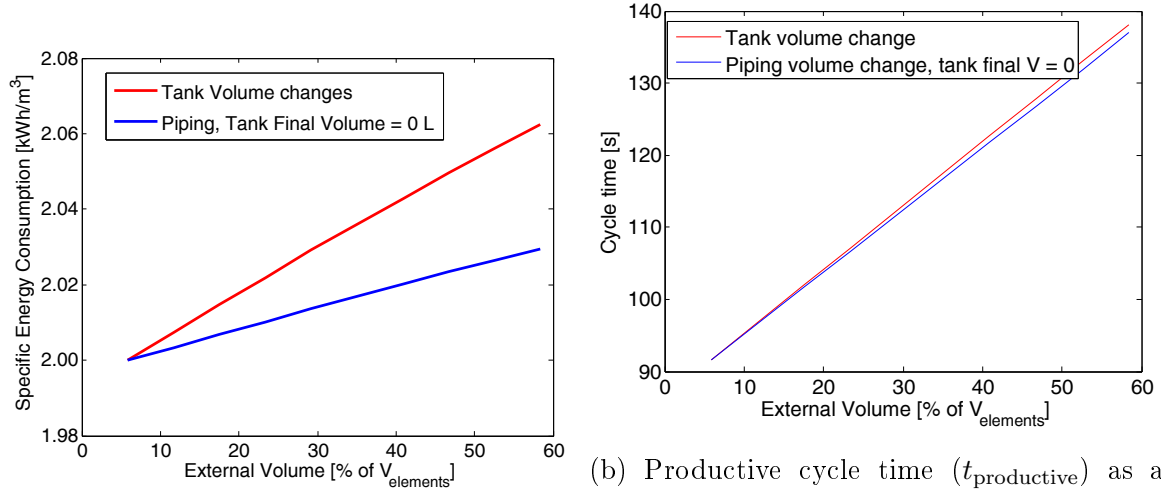 Specific Energy Consumption [kWh/m³]
2.08
2.06
2.04
2.02
2.00
1.98
Tank Volume changes
Piping, Tank Final Volume = 0 L
0 10 20 30 40 50 60
External Volume [% of V_elements]
Cycle time [s]
140
130
120
110
100
90
Tank volume change
Piping volume change, tank final V = 0
0 10 20 30 40 50 60
External Volume [% of V_elements]
(b) Productive cycle time (t_productive) as a